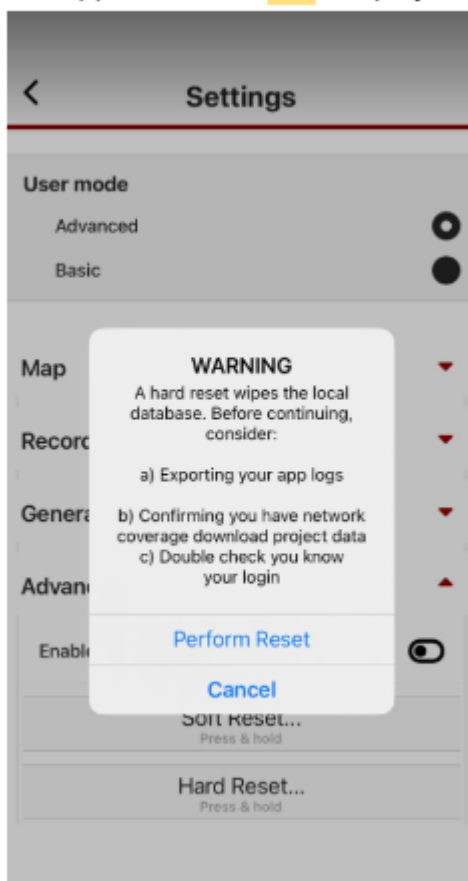 Settings
User mode
Advanced
Basic
Map
WARNING
A hard reset wipes the local
database. Before continuing,
consider:
a) Exporting your app logs
b) Confirming you have network
coverage download project data
c) Double check you know
your login
Perform Reset
Cancel
Soft Reset...
Press & hold
Hard Reset...
Press & hold